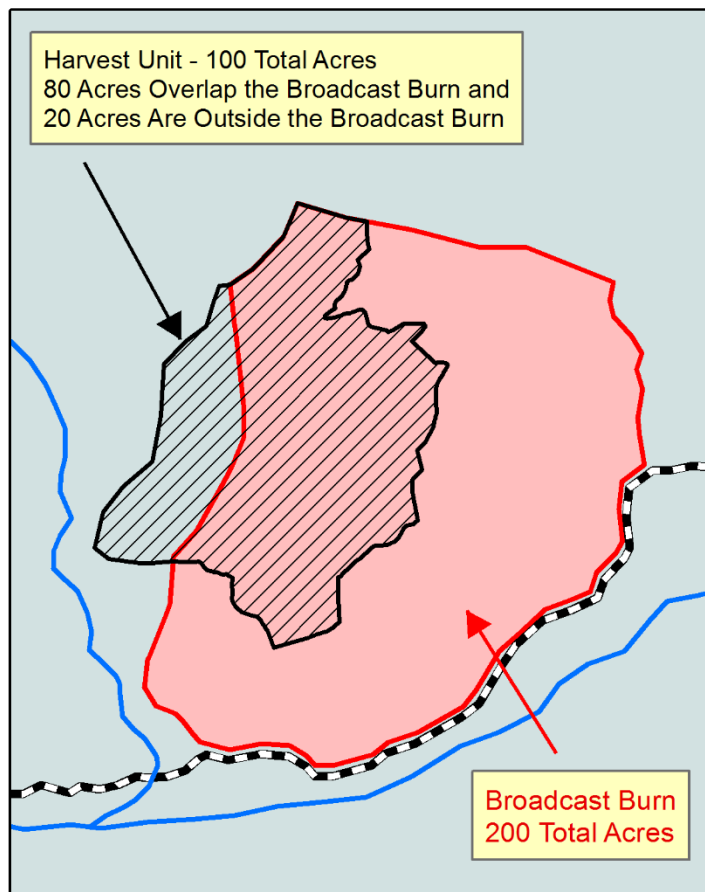 Harvest Unit - 100 Total Acres
80 Acres Overlap the Broadcast Burn and
20 Acres Are Outside the Broadcast Burn
Broadcast Burn
200 Total Acres